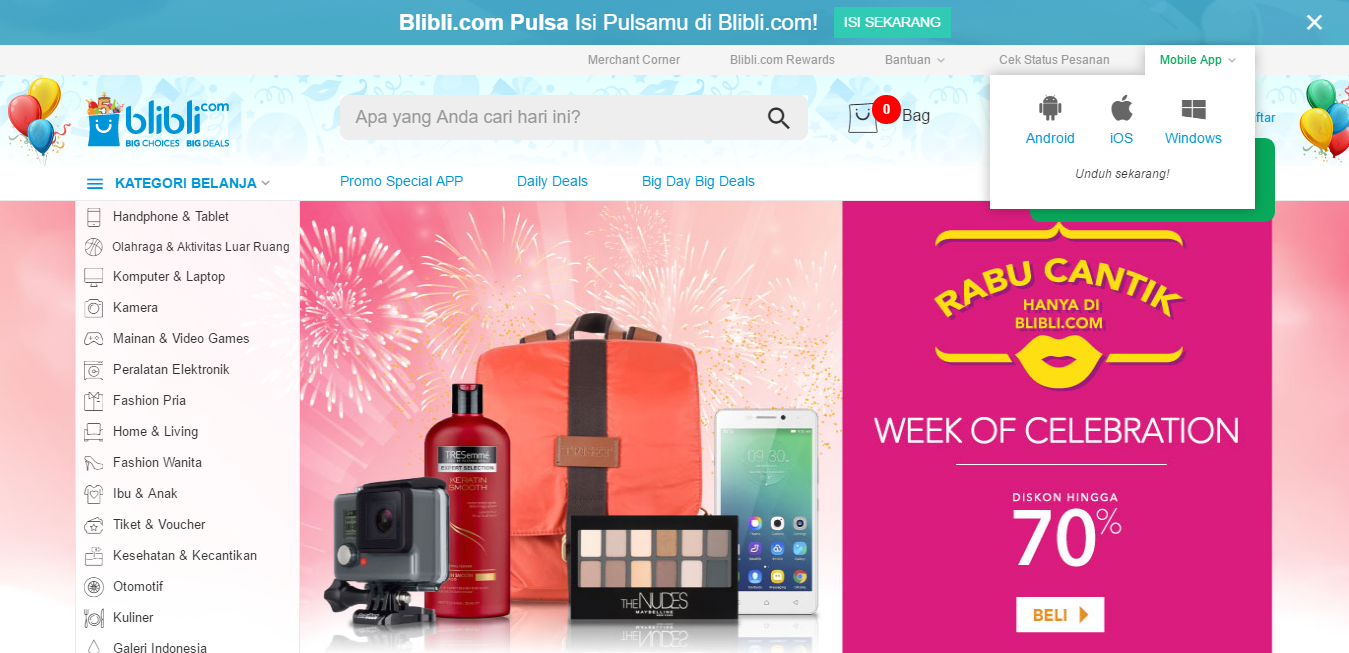 Blibli.com Pulsa Isi Pulsamu di Blibli.com! ISI SEKARANG
Merchant Corner Blibli.com Rewards Bantuan Cek Status Pesanan Mobile App
blibli.com
BIG CHOICES BIG DEALS
Apa yang Anda cari hari ini?
0 Bag
ftar
Android iOS Windows
Unduh sekarang!
KATEGORI BELANJA Promo Special APP Daily Deals Big Day Big Deals
Handphone & Tablet
Olahraga & Aktivitas Luar Ruang
Komputer & Laptop
Kamera
Mainan & Video Games
Peralatan Elektronik
Fashion Pria
Home & Living
Fashion Wanita
Ibu & Anak
Tiket & Voucher
Kesehatan & Kecantikan
Otomotif
Kuliner
Galeri Indonesia
TRESemmé
EXPERT SELECTION
KERATIN
SMOOTH
09:30
THE NUDES
MAYBELLINE
RABU CANTIK
HANYA DI
BLIBLI.COM
WEEK OF CELEBRATION
DISKON HINGGA
70%
BELI